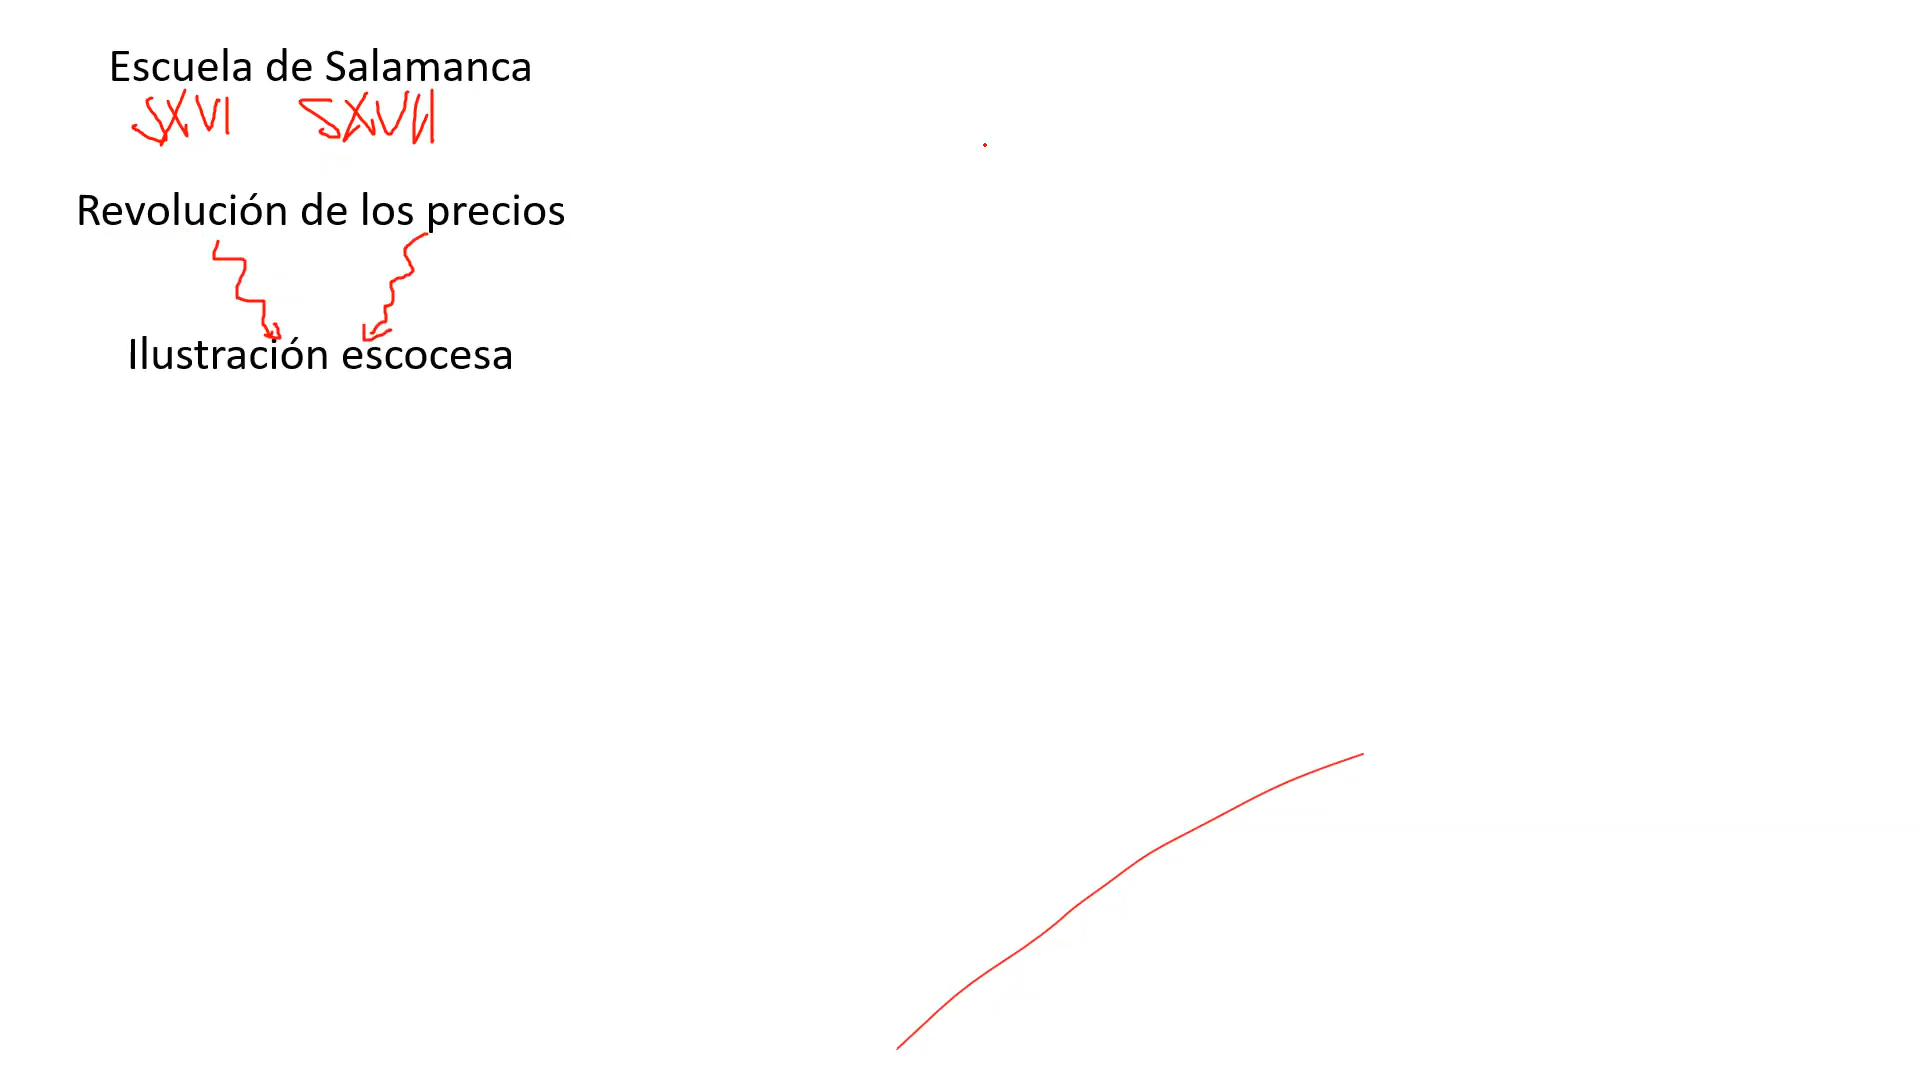 Escuela de Salamanca
SXVI SXVII
Revolución de los precios
Ilustración escocesa